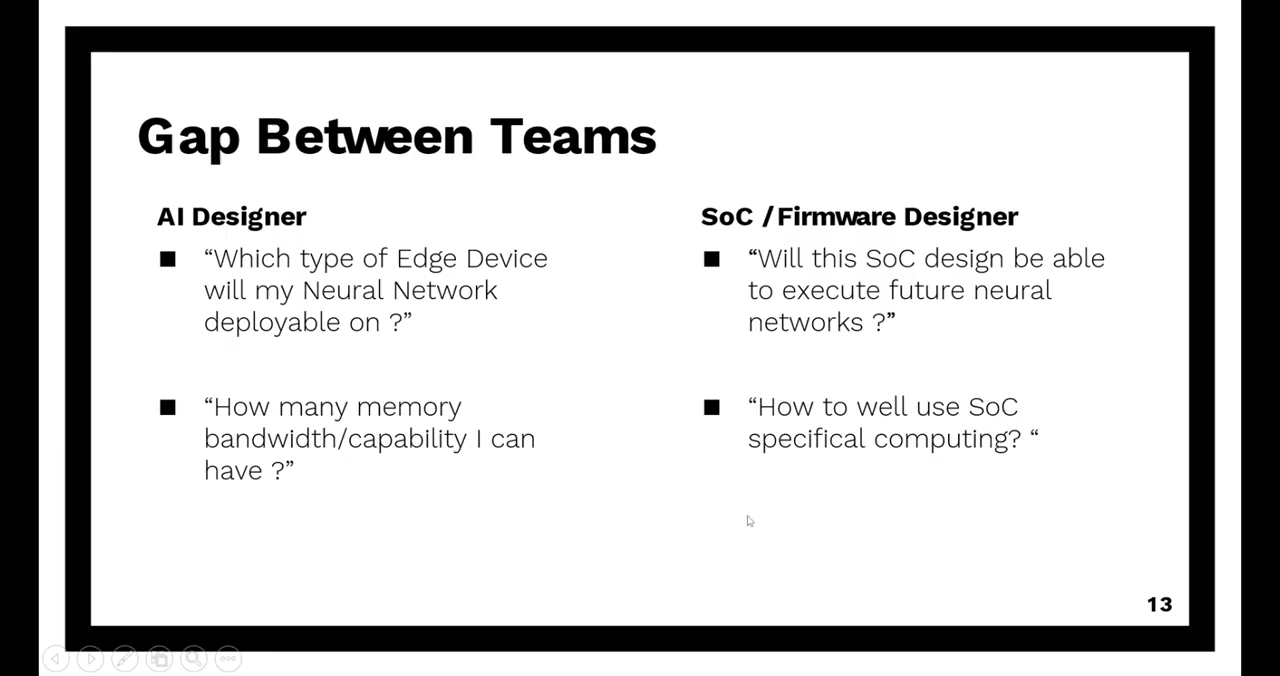 Gap Between Teams
AI Designer
■ “Which type of Edge Device
will my Neural Network
deployable on ?”
■ “How many memory
bandwidth/capability I can
have ?”
SoC /Firmware Designer
■ “Will this SoC design be able
to execute future neural
networks ?”
■ “How to well use SoC
specifical computing? “
13